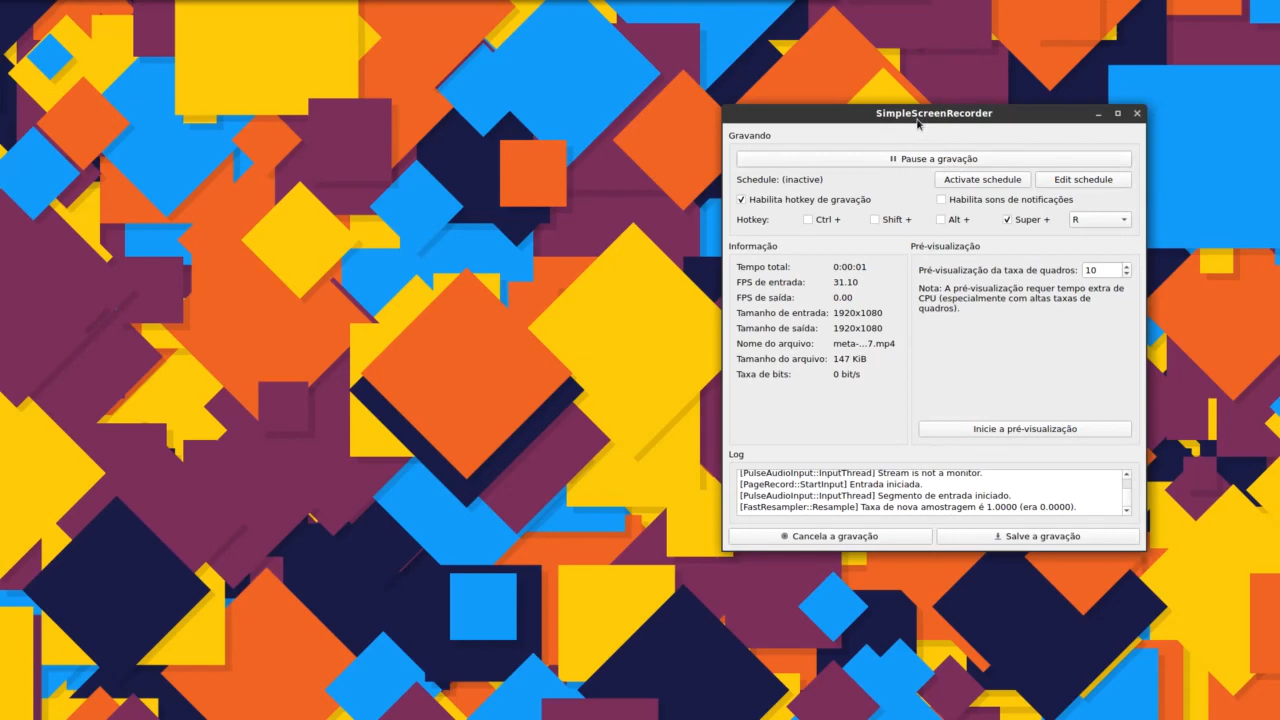 SimpleScreenRecorder
Gravando
Pause a gravação
Schedule: (inactive)
Activate schedule
Edit schedule
Habilita hotkey de gravação
Habilita sons de notificações
Hotkey:
Ctrl +
Shift +
Alt +
Super +
R
Informação
Tempo total: 0:00:01
FPS de entrada: 31.10
FPS de saída: 0.00
Tamanho de entrada: 1920x1080
Tamanho de saída: 1920x1080
Nome do arquivo: meta-...7.mp4
Tamanho do arquivo: 147 KiB
Taxa de bits: 0 bit/s
Pré-visualização
Pré-visualização da taxa de quadros: 10
Nota: A pré-visualização requer tempo extra de
CPU (especialmente com altas taxas de
quadros).
Inicie a pré-visualização
Log
[PulseAudioInput::InputThread] Stream is not a monitor.
[PageRecord::StartInput] Entrada iniciada.
[PulseAudioInput::InputThread] Segmento de entrada iniciado.
[FastResampler::Resample] Taxa de nova amostragem é 1.0000 (era 0.0000).
Cancela a gravação
Salve a gravação